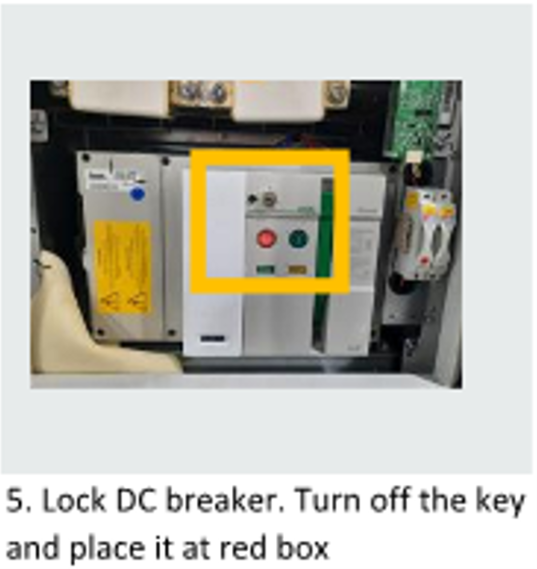 5. Lock DC breaker. Turn off the key
and place it at red box